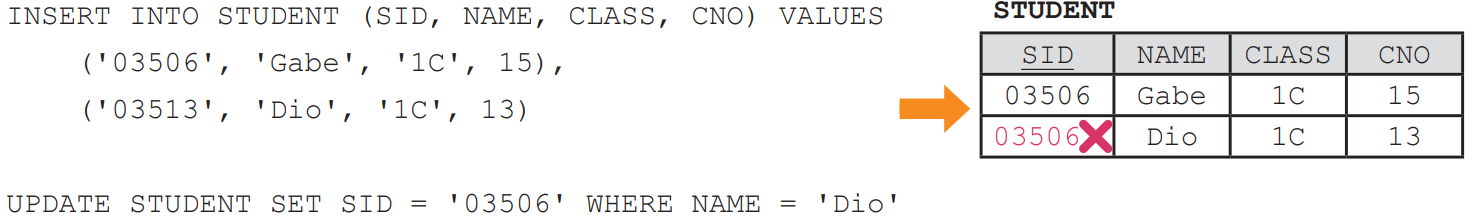 INSERT INTO STUDENT (SID, NAME, CLASS, CNO) VALUES
('03506', 'Gabe', '1C', 15),
('03513', 'Dio', '1C', 13)
UPDATE STUDENT SET SID = '03506' WHERE NAME = 'Dio'
STUDENT
SID NAME CLASS CNO
03506 Gabe 1C 15
03506 Dio 1C 13